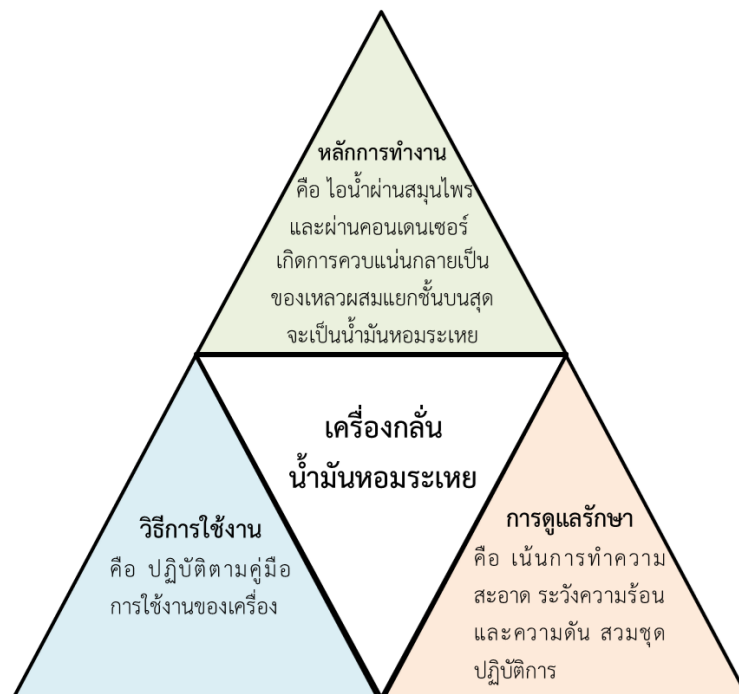 หลักการทำงาน
คือ ไอน้ำผ่านสมุนไพร
และผ่านคอนเดนเซอร์
เกิดการควบแน่นกลายเป็น
ของเหลวผสมแยกชั้นบนสุด
จะเป็นน้ำมันหอมระเหย
เครื่องกลั่น
น้ำมันหอมระเหย
วิธีการใช้งาน
คือ ปฏิบัติตามคู่มือ
การใช้งานของเครื่อง
การดูแลรักษา
คือ เน้นการทำความ
สะอาด ระวังความร้อน
และความดัน สวมชุด
ปฏิบัติการ